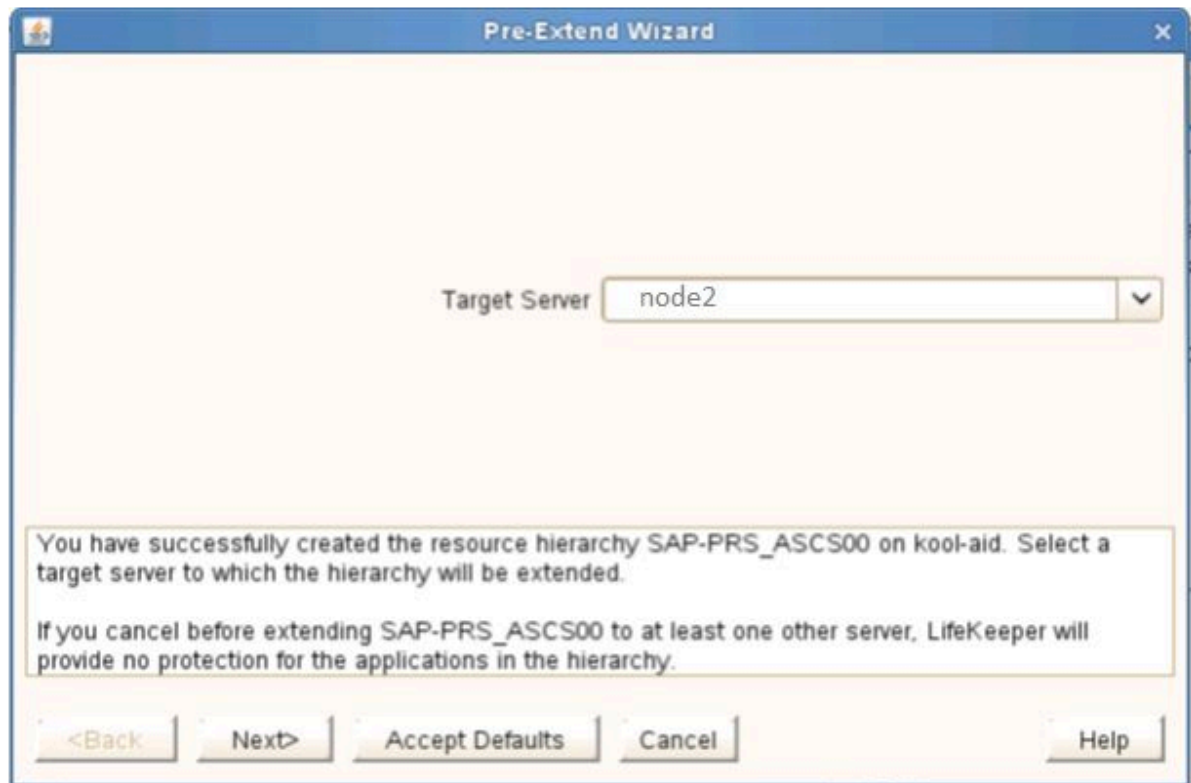 Pre-Extend Wizard
Target Server node2
You have successfully created the resource hierarchy SAP-PRS_ASCS00 on kool-aid. Select a
target server to which the hierarchy will be extended.
If you cancel before extending SAP-PRS_ASCS00 to at least one other server, LifeKeeper will
provide no protection for the applications in the hierarchy.
<Back Next> Accept Defaults Cancel Help